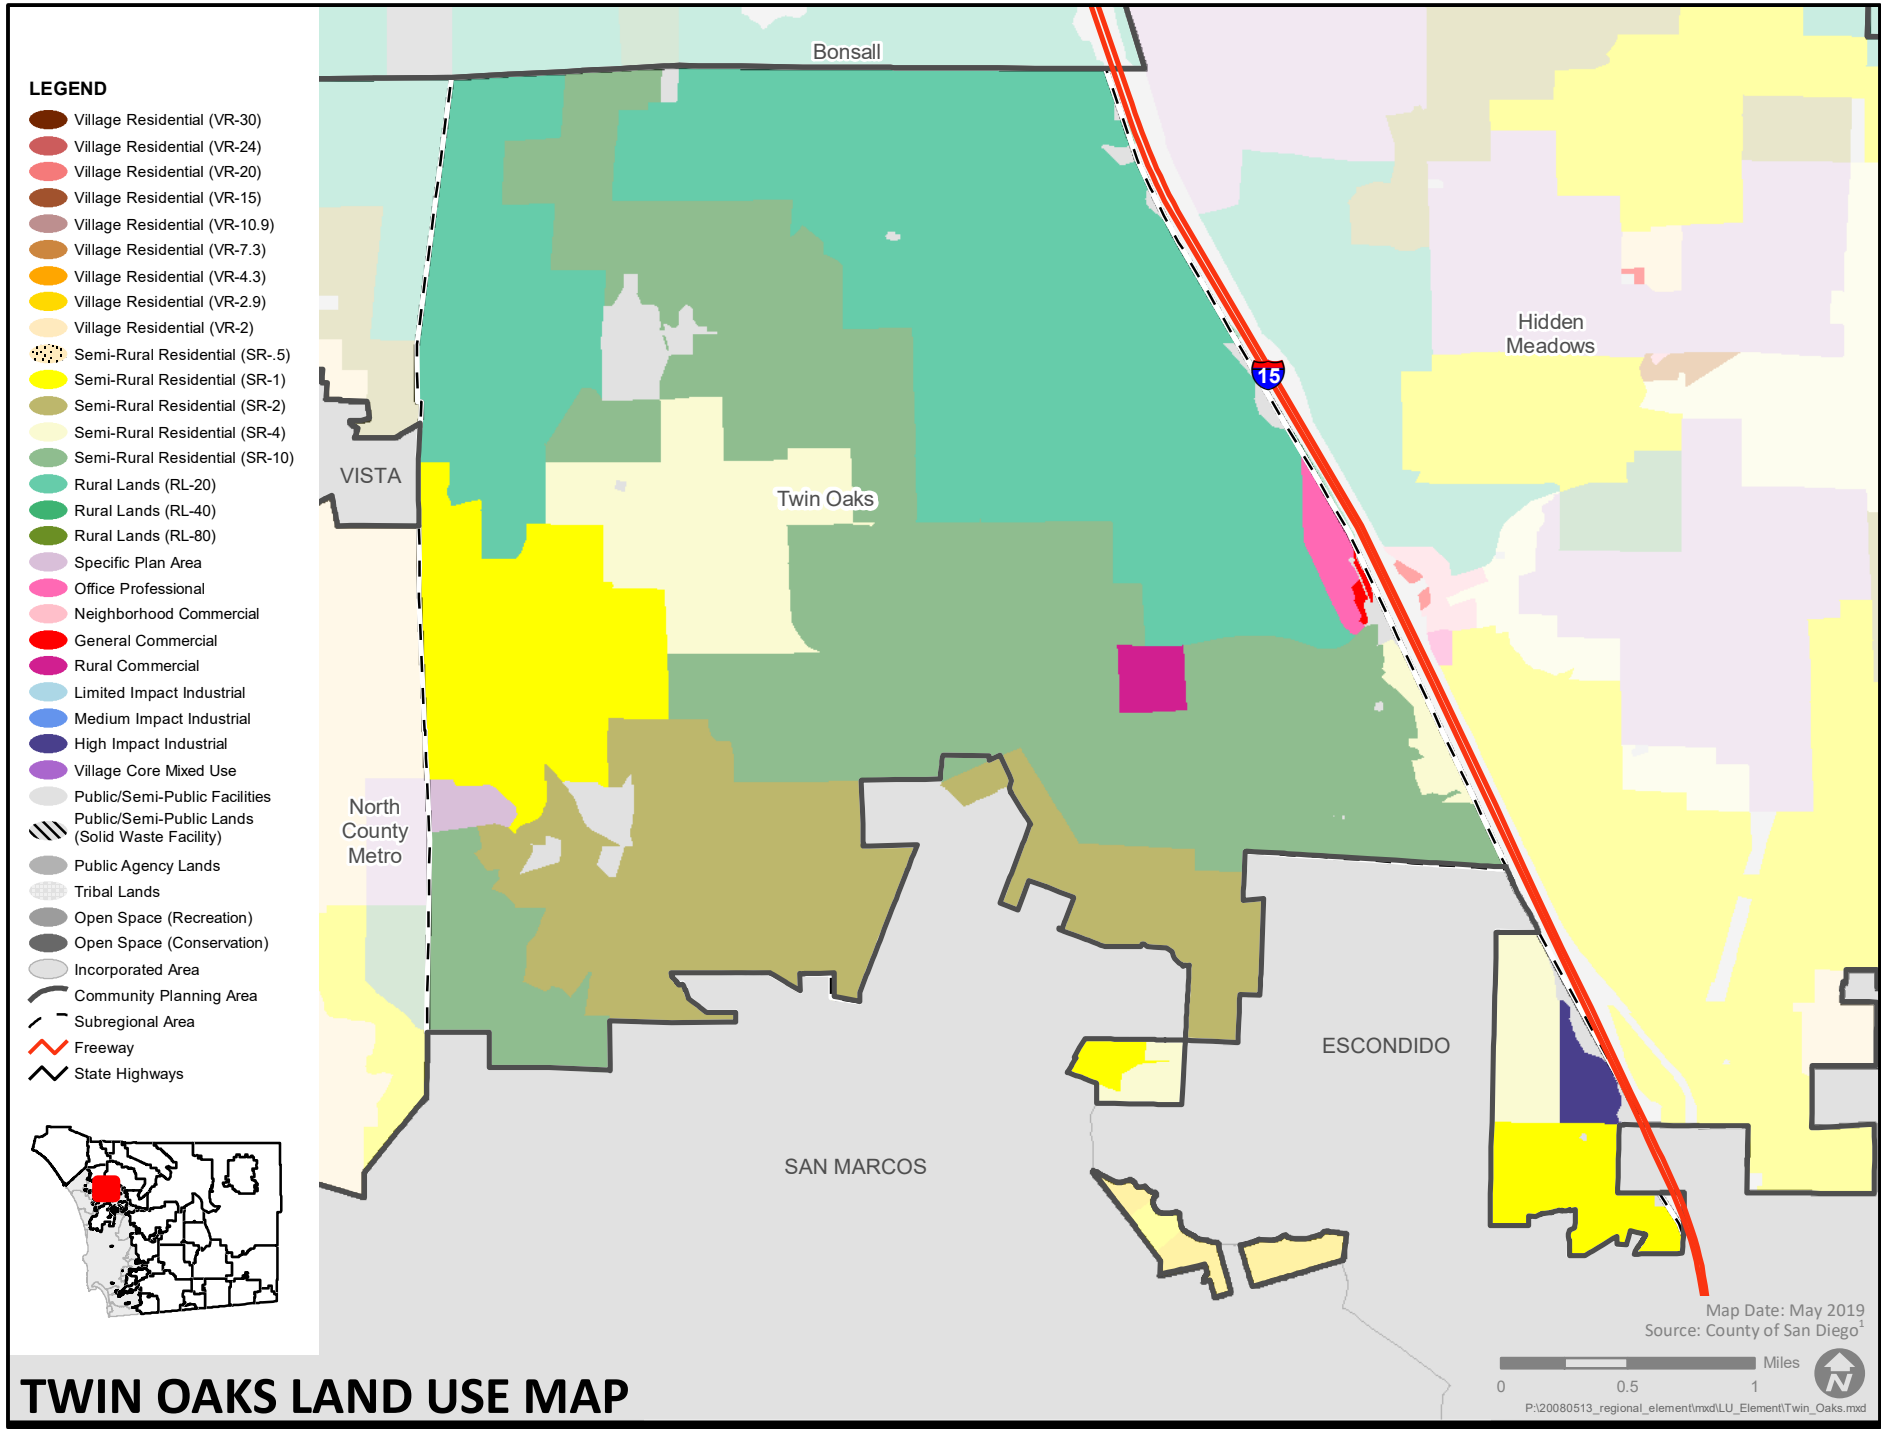 LEGEND
Village Residential (VR-30)
Village Residential (VR-24)
Village Residential (VR-20)
Village Residential (VR-15)
Village Residential (VR-10.9)
Village Residential (VR-7.3)
Village Residential (VR-4.3)
Village Residential (VR-2.9)
Village Residential (VR-2)
Semi-Rural Residential (SR-.5)
Semi-Rural Residential (SR-1)
Semi-Rural Residential (SR-2)
Semi-Rural Residential (SR-4)
Semi-Rural Residential (SR-10)
Rural Lands (RL-20)
Rural Lands (RL-40)
Rural Lands (RL-80)
Specific Plan Area
Office Professional
Neighborhood Commercial
General Commercial
Rural Commercial
Limited Impact Industrial
Medium Impact Industrial
High Impact Industrial
Village Core Mixed Use
Public/Semi-Public Facilities
Public/Semi-Public Lands
(Solid Waste Facility)
Public Agency Lands
Tribal Lands
Open Space (Recreation)
Open Space (Conservation)
Incorporated Area
Community Planning Area
Subregional Area
Freeway
State Highways
Bonsall
15
Hidden
Meadows
VISTA
Twin Oaks
North
County
Metro
ESCONDIDO
SAN MARCOS
Map Date: May 2019
Source: County of San Diego¹
Miles
0 0.5 1
N
P:\20080513_regional_element\mxd\LU_Element\Twin_Oaks.mxd
TWIN OAKS LAND USE MAP